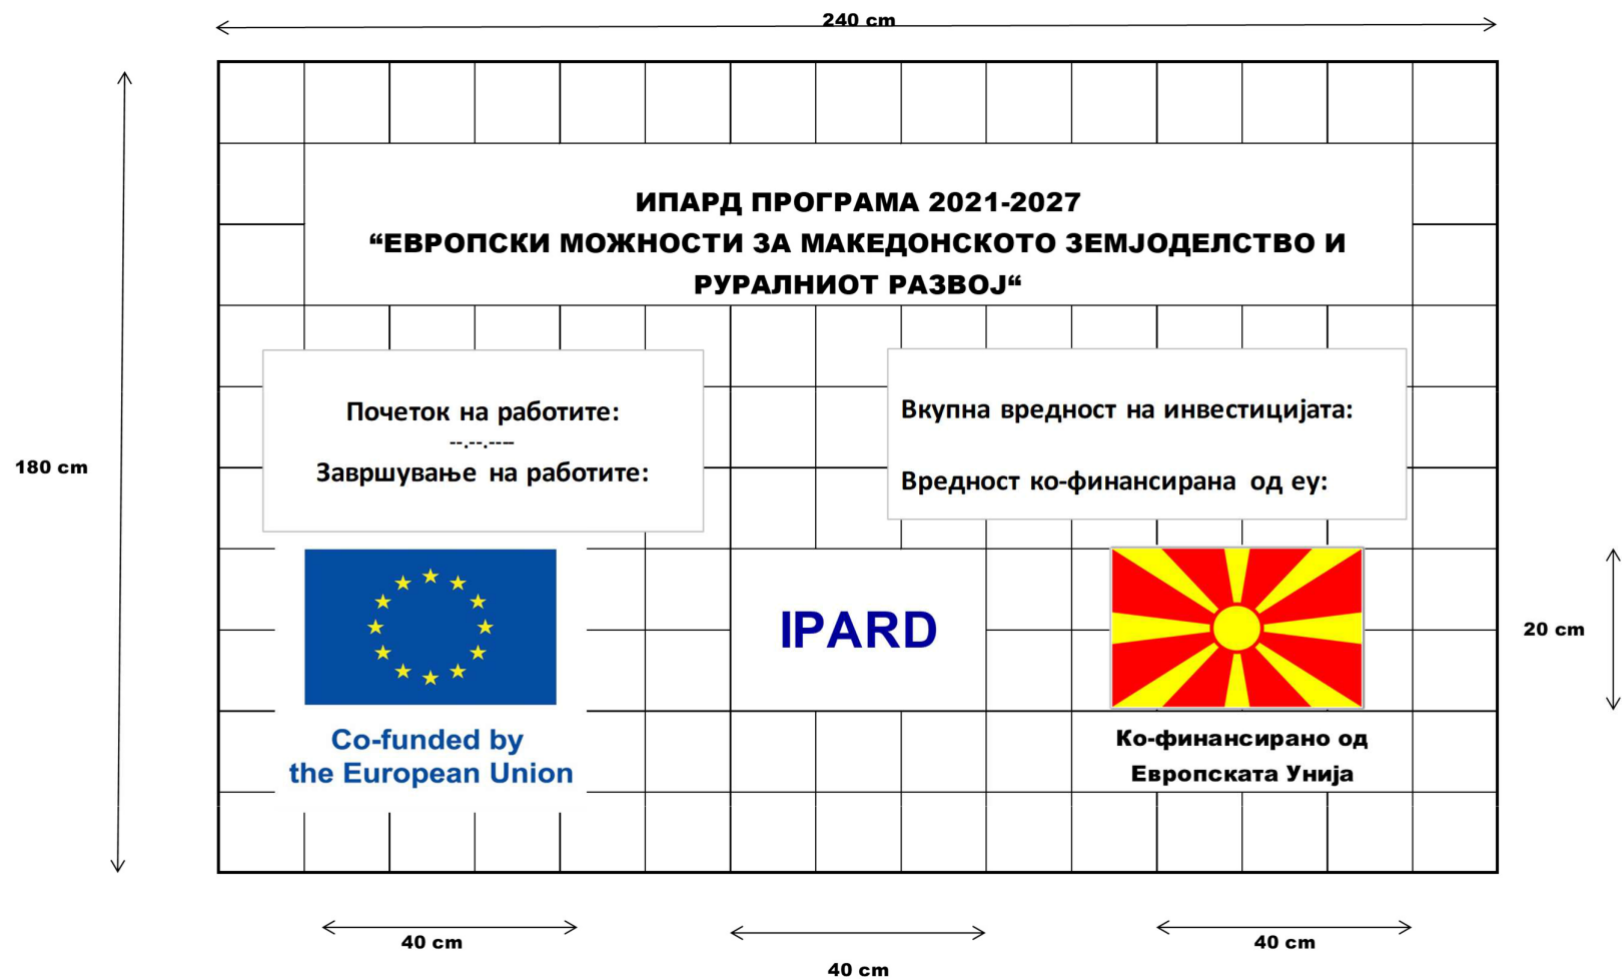 240 cm
ИПАРД ПРОГРАМА 2021-2027
“ЕВРОПСКИ МОЖНОСТИ ЗА МАКЕДОНСКОТО ЗЕМЈОДЕЛСТВО И
РУРАЛНИОТ РАЗВОЈ“
Почеток на работите:
--.--.----
Завршување на работите:
Вкупна вредност на инвестицијата:
Вредност ко-финансирана од еу:
180 cm
IPARD
20 cm
Co-funded by
the European Union
Ко-финансирано од
Европската Унија
40 cm
40 cm
40 cm